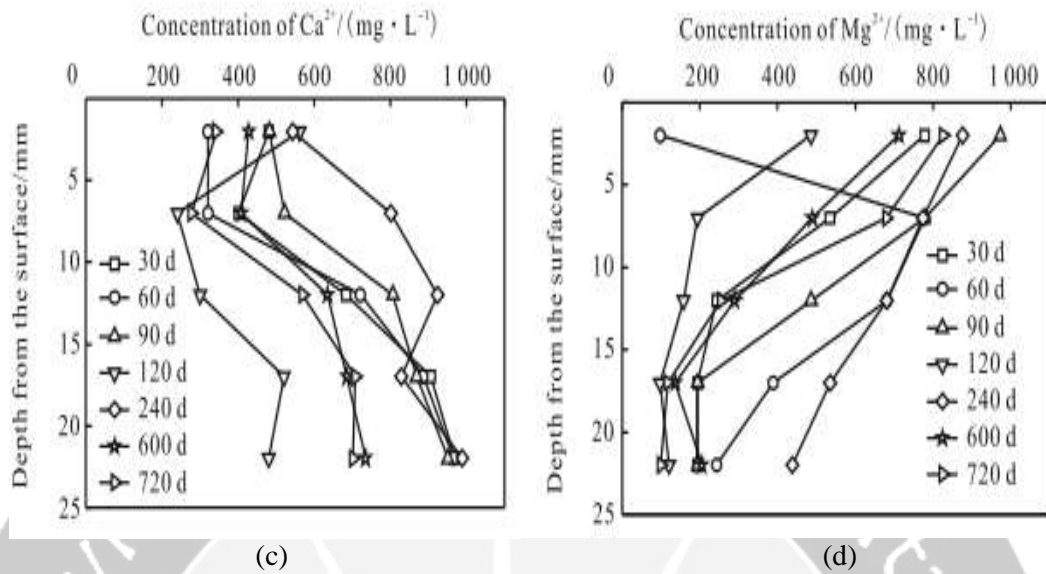 Concentration of Ca²⁺/(mg·L⁻¹)
0 200 400 600 800 1 000
Depth from the surface/mm
5
10
15
20
25
30 d
60 d
90 d
120 d
240 d
600 d
720 d
(c)
Concentration of Mg²⁺/(mg·L⁻¹)
0 200 400 600 800 1 000
Depth from the surface/mm
5
10
15
20
25
30 d
60 d
90 d
120 d
240 d
600 d
720 d
(d)